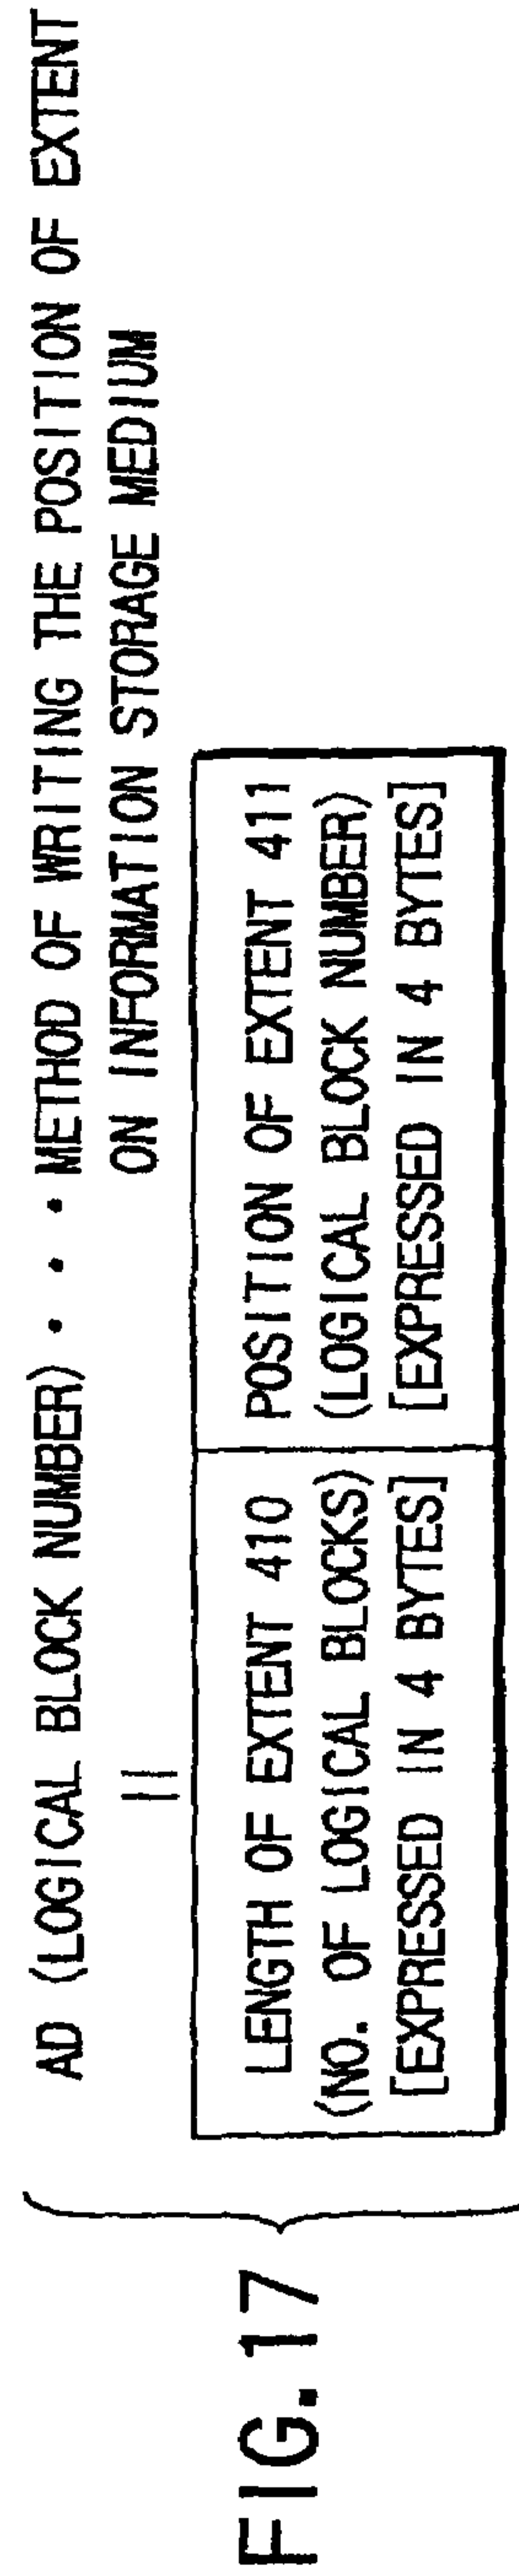 AD (LOGICAL BLOCK NUMBER) · · · METHOD OF WRITING THE POSITION OF EXTENT
ON INFORMATION STORAGE MEDIUM
||
LENGTH OF EXTENT 410
(NO. OF LOGICAL BLOCKS)
[EXPRESSED IN 4 BYTES]
POSITION OF EXTENT 411
(LOGICAL BLOCK NUMBER)
[EXPRESSED IN 4 BYTES]
FIG. 17